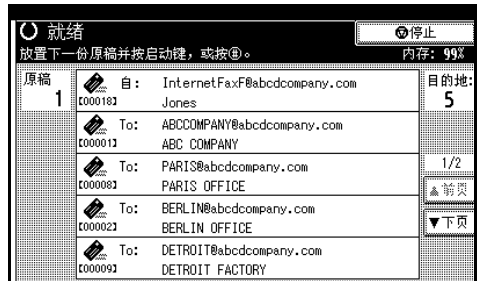 就绪
停止
放置下一份原稿并按启动键，或按⑪。
内存: 99%
原稿
1
目的地:
5
自: InternetFaxF@abcdcompany.com
【00018】 Jones
To: ABCCOMPANY@abcdcompany.com
【00001】 ABC COMPANY
To: PARIS@abcdcompany.com
【00008】 PARIS OFFICE
To: BERLIN@abcdcompany.com
【00002】 BERLIN OFFICE
To: DETROIT@abcdcompany.com
【00009】 DETROIT FACTORY
1/2
▲前页
▼下页